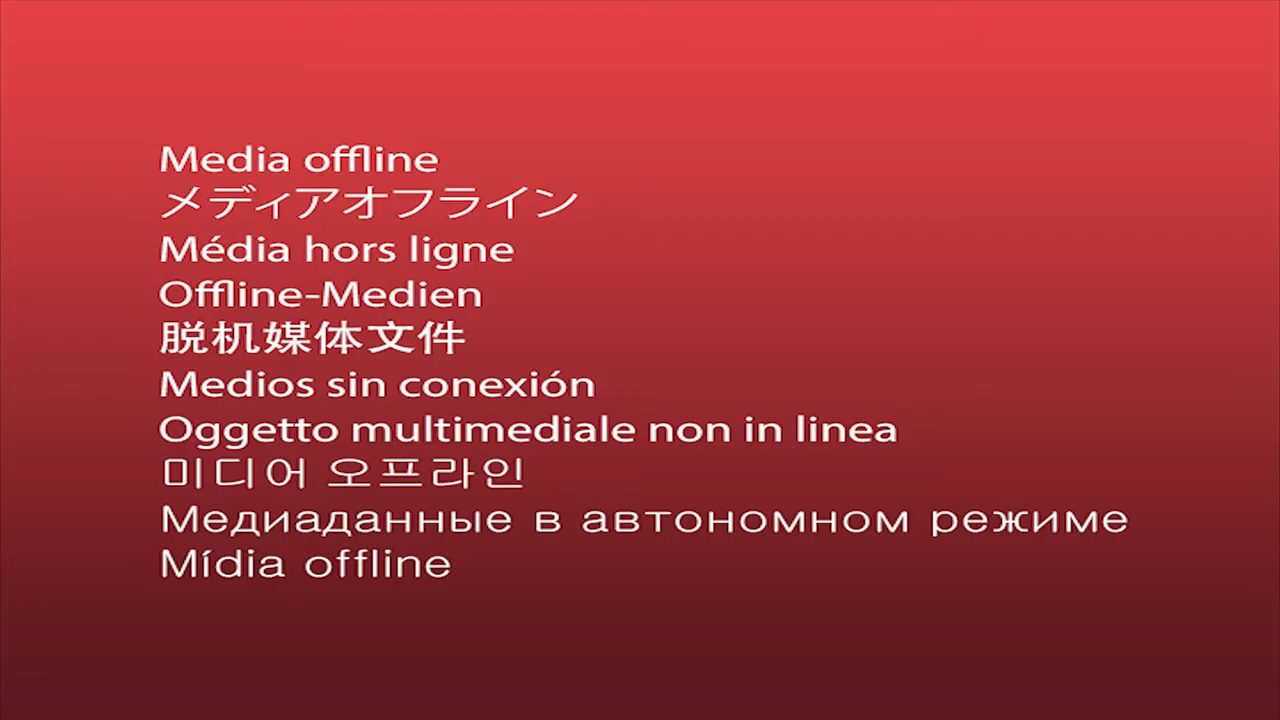 Media offline
メディアオフライン
Média hors ligne
Offline-Medien
脱机媒体文件
Medios sin conexión
Oggetto multimediale non in linea
미디어 오프라인
Медиаданные в автономном режиме
Mídia offline